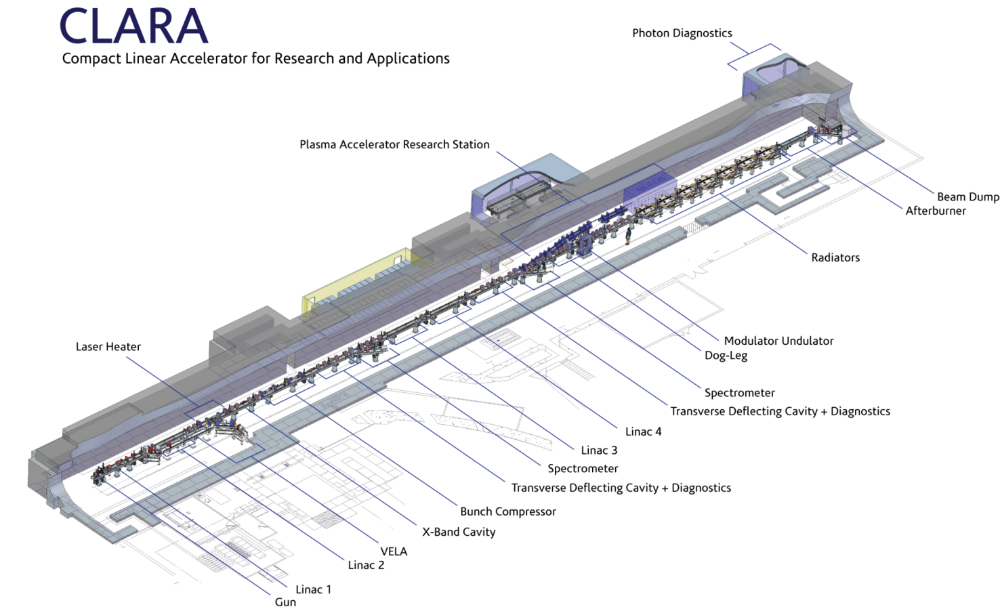 CLARA
Compact Linear Accelerator for Research and Applications
Photon Diagnostics
Plasma Accelerator Research Station
Beam Dump
Afterburner
Radiators
Laser Heater
Modulator Undulator
Dog-Leg
Spectrometer
Transverse Deflecting Cavity + Diagnostics
Linac 4
Linac 3
Spectrometer
Transverse Deflecting Cavity + Diagnostics
Bunch Compressor
X-Band Cavity
VELA
Linac 2
Linac 1
Gun